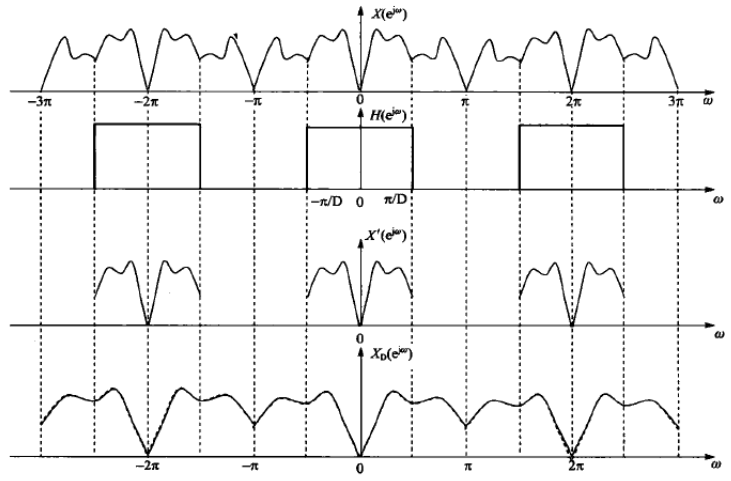 X(e^jω)
−3π −2π −π 0 π 2π 3π ω
H(e^jω)
−π/D 0 π/D ω
X′(e^jω)
0 ω
X_D(e^jω)
−2π −π 0 π 2π ω